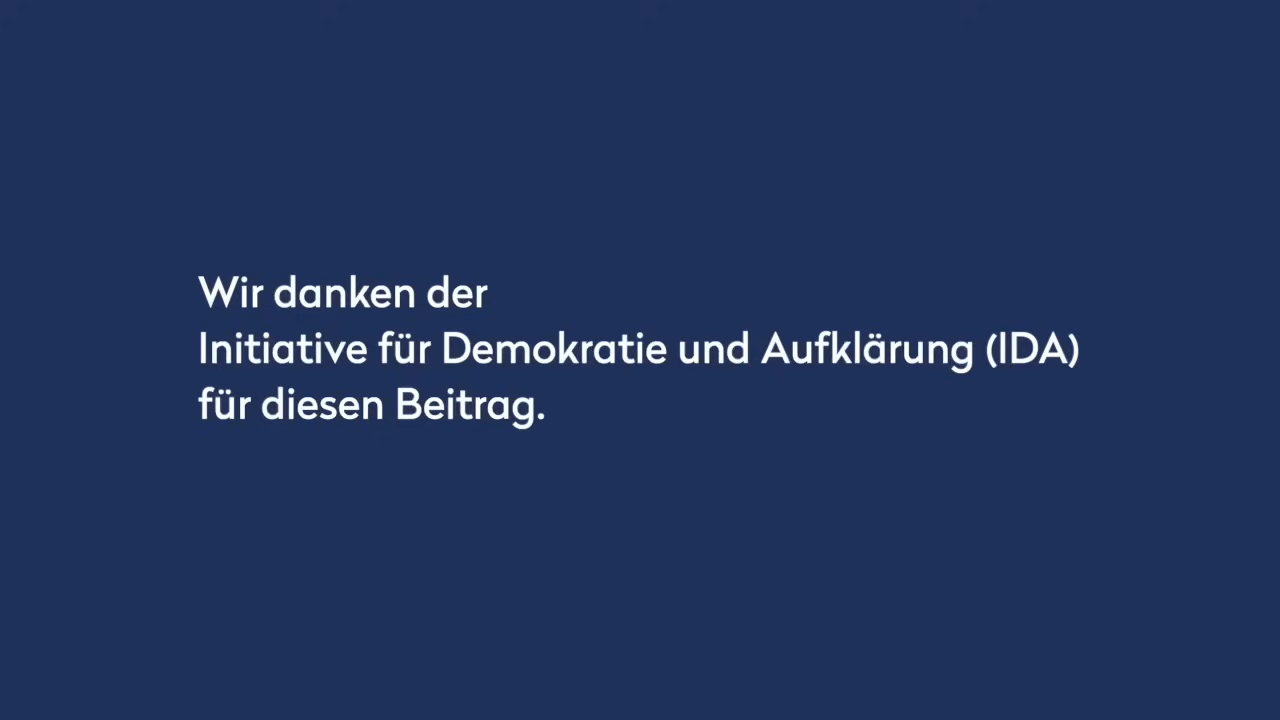 Wir danken der
Initiative für Demokratie und Aufklärung (IDA)
für diesen Beitrag.